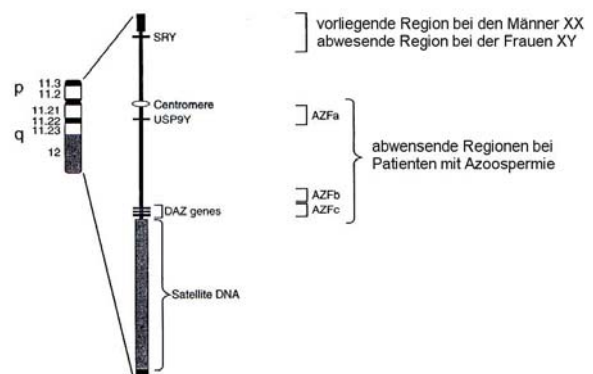 vorliegende Region bei den Männer XX
abwesende Region bei der Frauen XY
SRY
p
11.3
11.2
11.21
11.22
11.23
q
12
Centromere
USP9Y
AZFa
abwensende Regionen bei
Patienten mit Azoospermie
AZFb
AZFc
DAZ genes
Satellite DNA